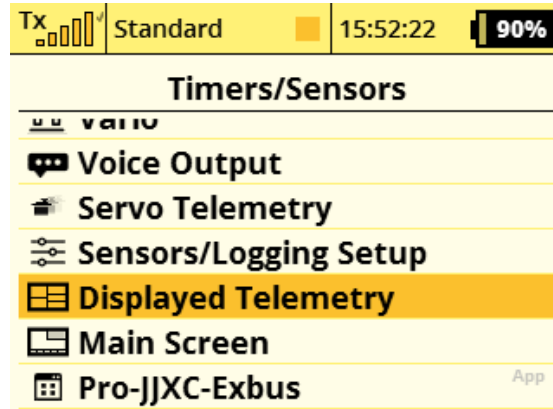 Tx Standard 15:52:22 90%
Timers/Sensors
Vario
Voice Output
Servo Telemetry
Sensors/Logging Setup
Displayed Telemetry
Main Screen
Pro-JJXC-Exbus App